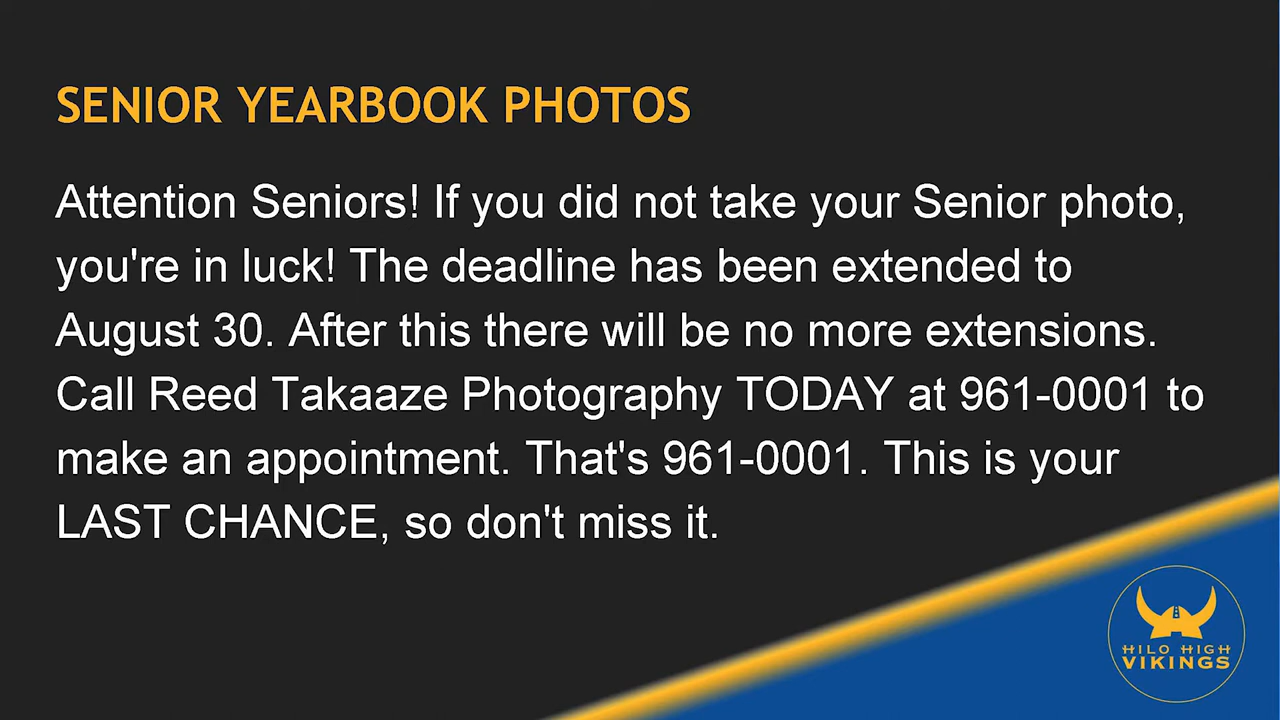 SENIOR YEARBOOK PHOTOS
Attention Seniors! If you did not take your Senior photo,
you're in luck! The deadline has been extended to
August 30. After this there will be no more extensions.
Call Reed Takaaze Photography TODAY at 961-0001 to
make an appointment. That's 961-0001. This is your
LAST CHANCE, so don't miss it.
HILO HIGH
VIKINGS